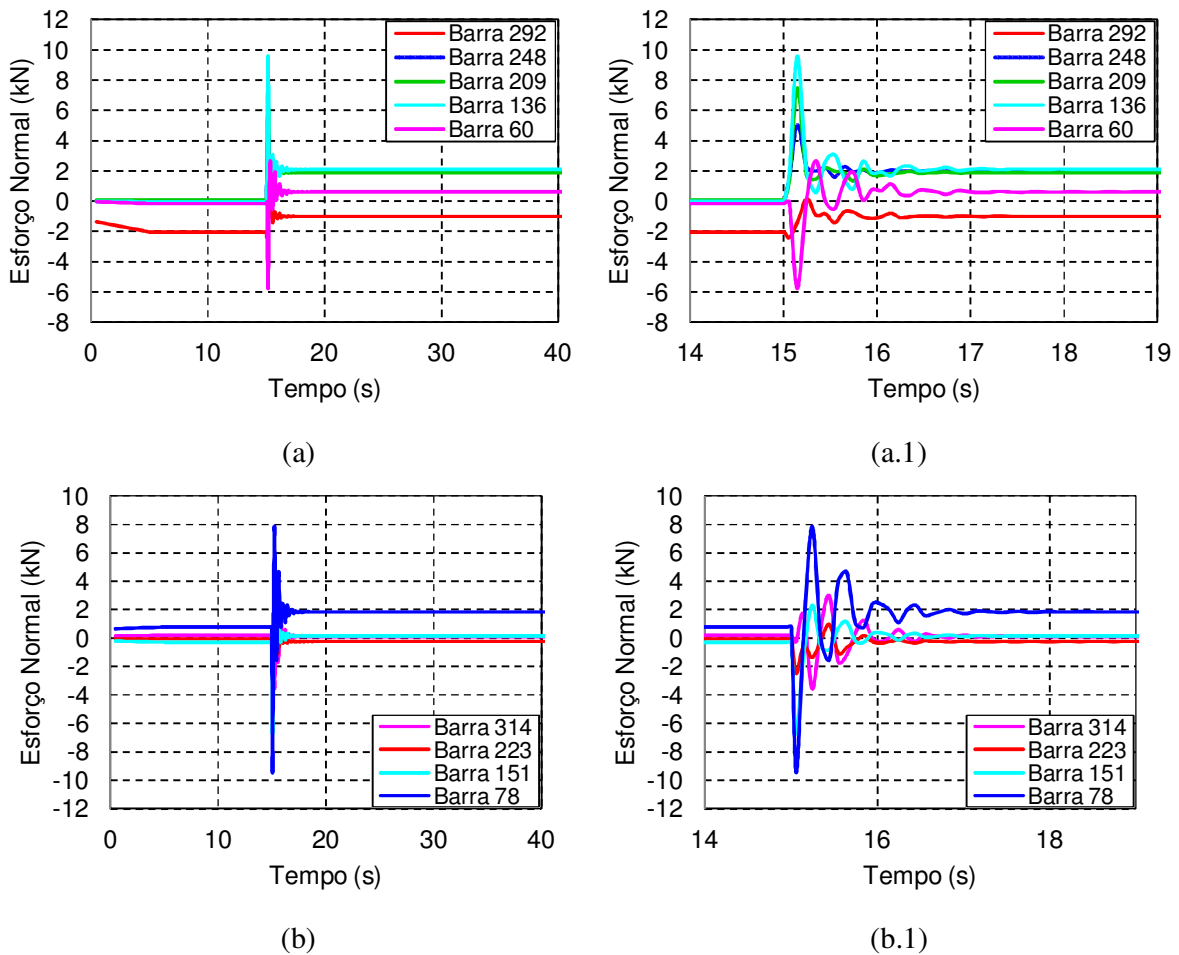 Esforço Normal (kN)
12
10
8
6
4
2
0
-2
-4
-6
-8
Barra 292
Barra 248
Barra 209
Barra 136
Barra 60
0 10 20 30 40
Tempo (s)
(a)
Esforço Normal (kN)
12
10
8
6
4
2
0
-2
-4
-6
-8
Barra 292
Barra 248
Barra 209
Barra 136
Barra 60
14 15 16 17 18 19
Tempo (s)
(a.1)
Esforço Normal (kN)
10
8
6
4
2
0
-2
-4
-6
-8
-10
-12
Barra 314
Barra 223
Barra 151
Barra 78
0 10 20 30 40
Tempo (s)
(b)
Esforço Normal (kN)
10
8
6
4
2
0
-2
-4
-6
-8
-10
-12
Barra 314
Barra 223
Barra 151
Barra 78
14 16 18
Tempo (s)
(b.1)